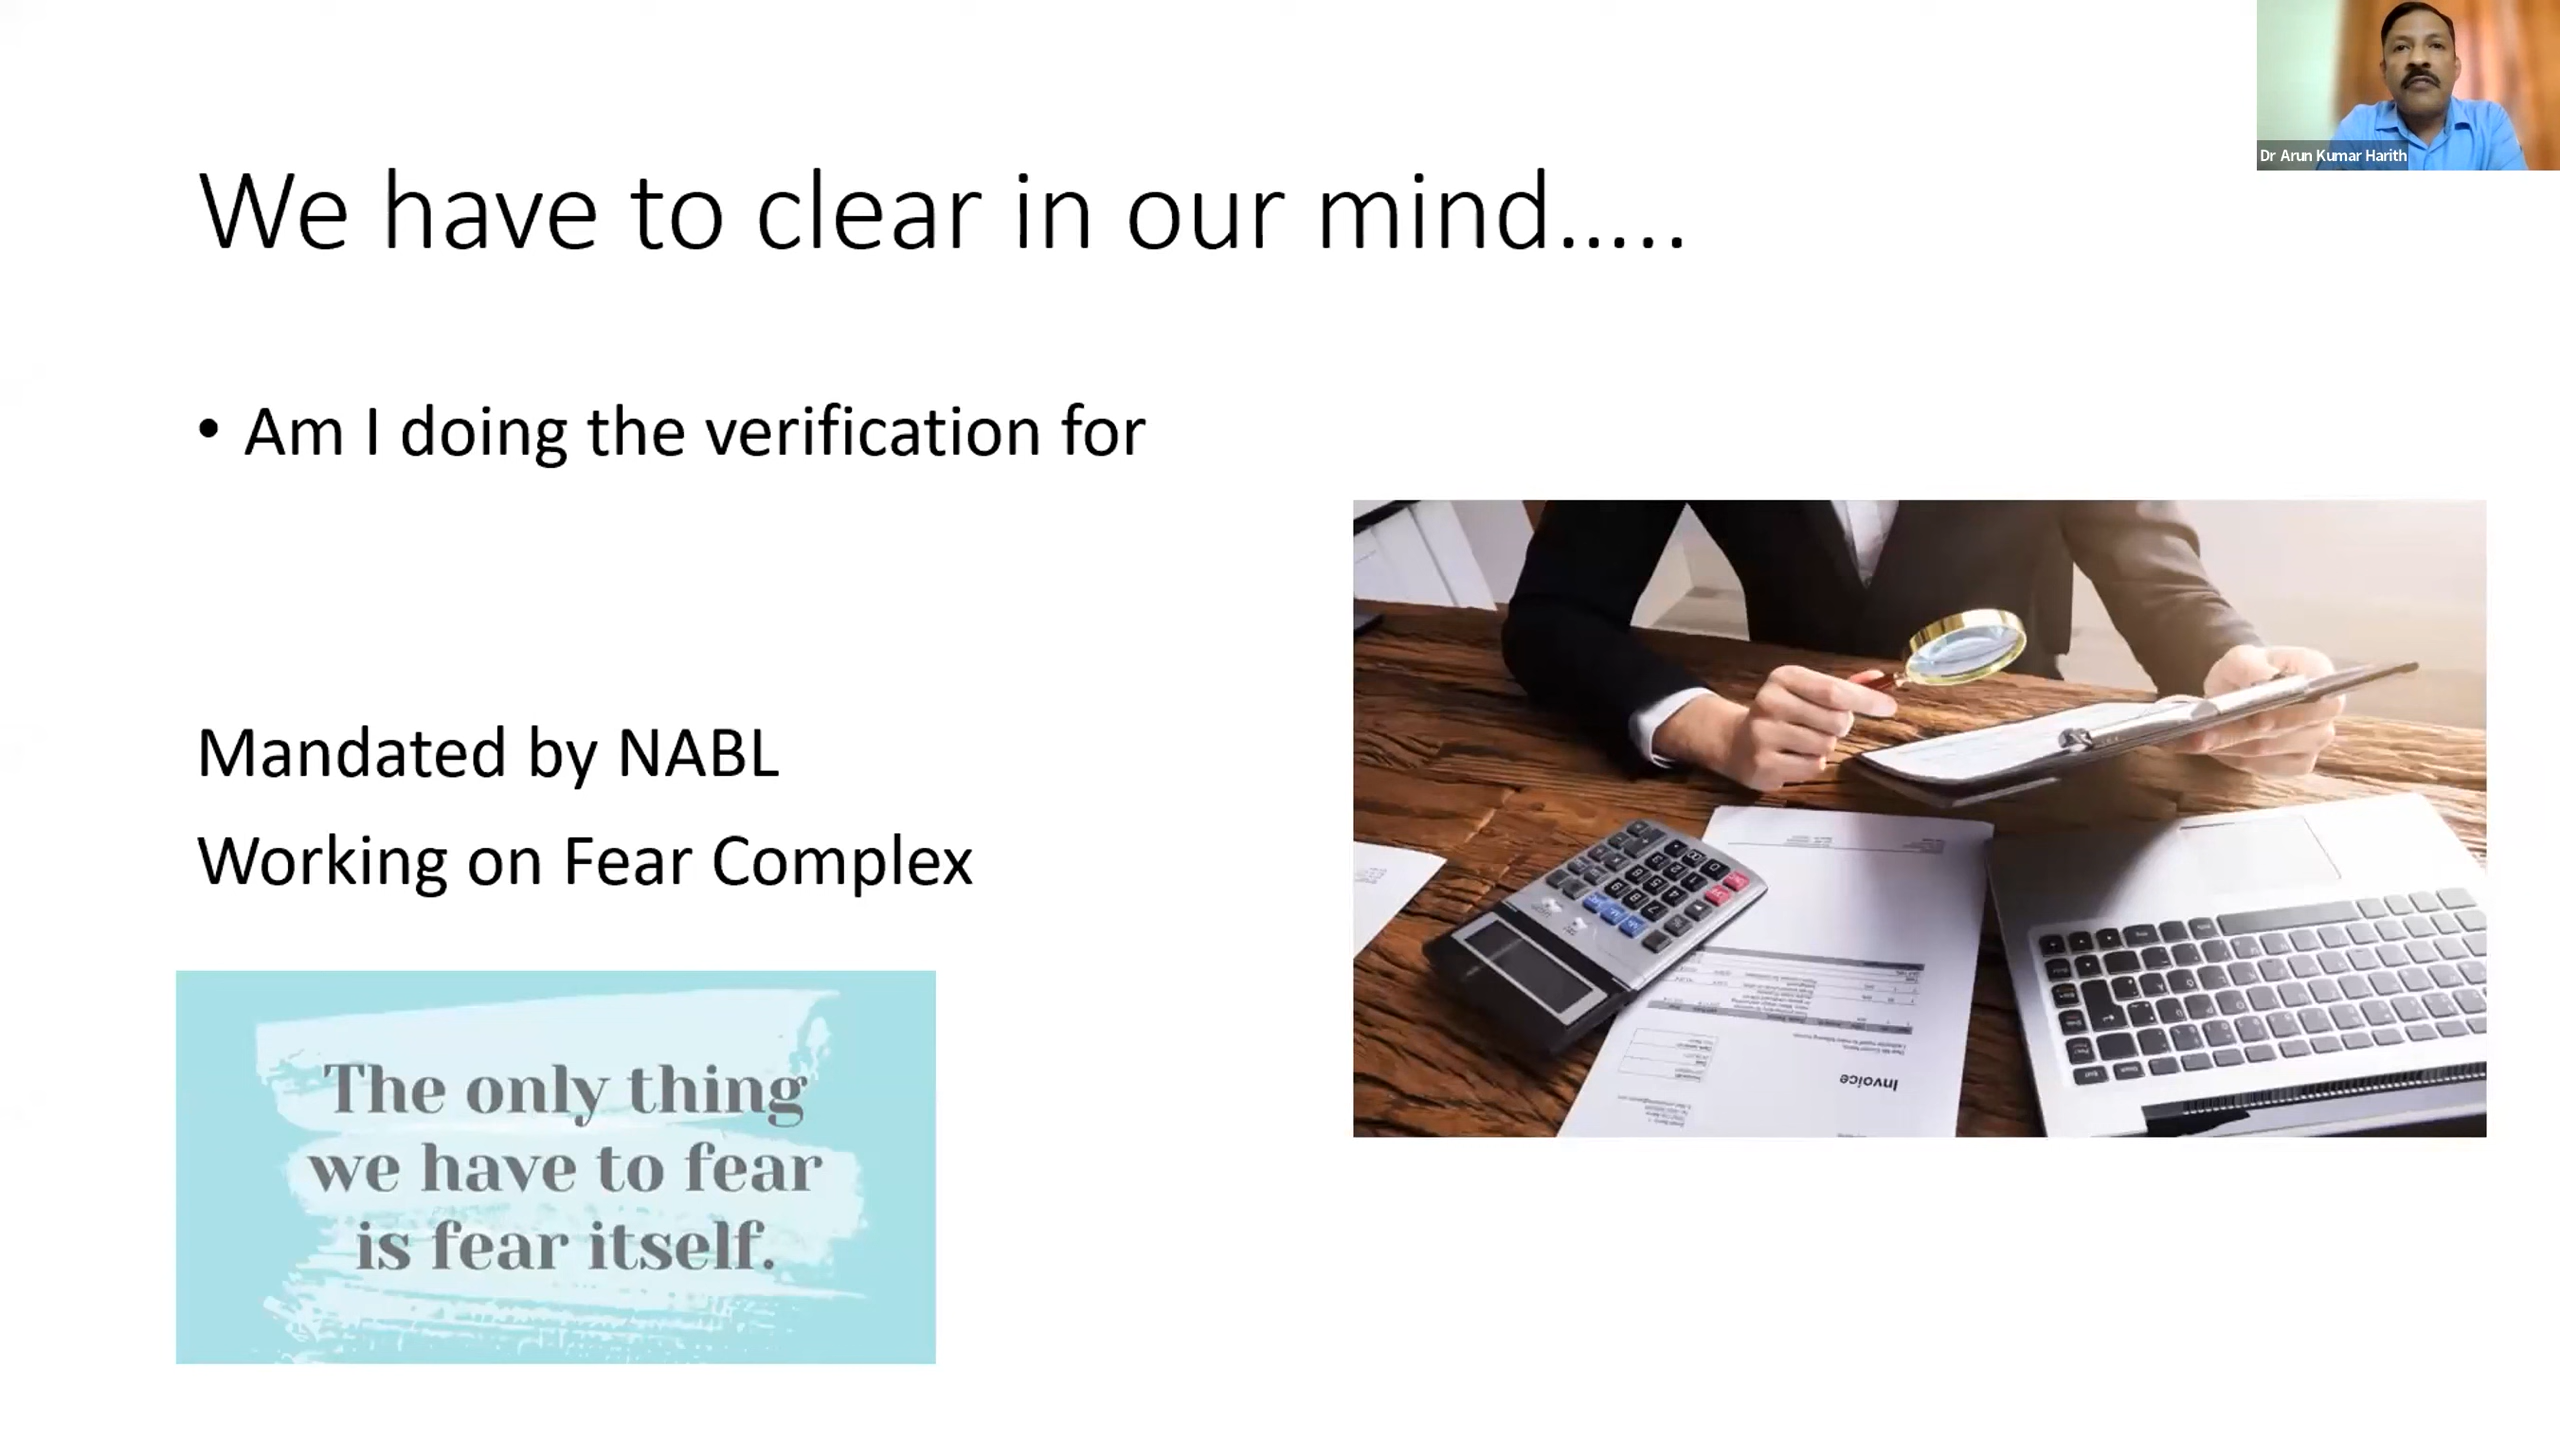 Dr Arun Kumar Harith
We have to clear in our mind.....
• Am I doing the verification for
Mandated by NABL
Working on Fear Complex
The only thing
we have to fear
is fear itself.
Invoice